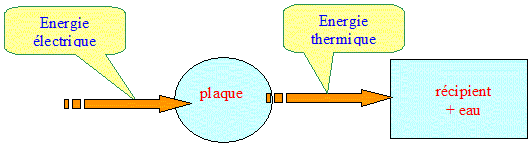 Energie
électrique
Energie
thermique
plaque
récipient
+ eau